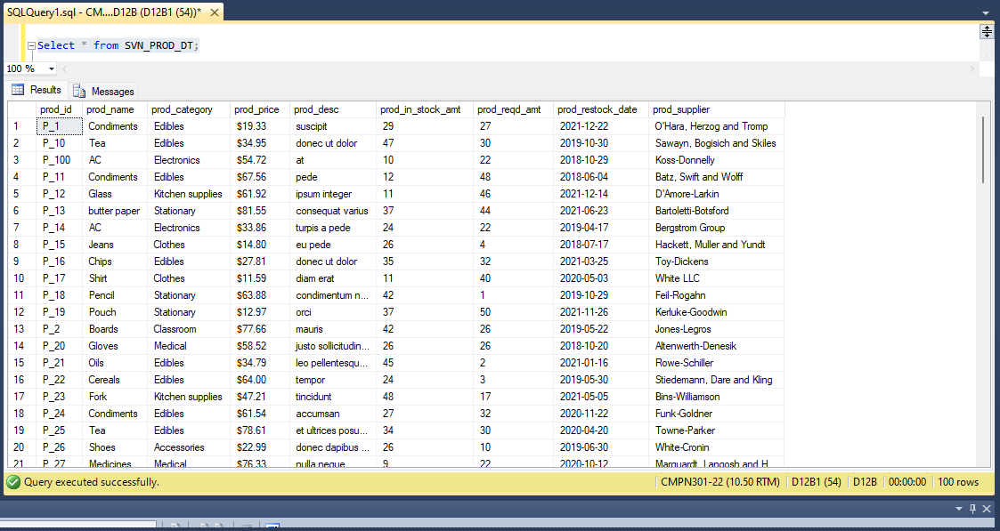 SQLQuery1.sql - CM....D12B (D12B1 (54))*
Select * from SVN_PROD_DT;
100 %
Results Messages
prod_id prod_name prod_category prod_price prod_desc prod_in_stock_amt prod_reqd_amt prod_restock_date prod_supplier
1 P_1 Condiments Edibles $19.33 suscipit 29 27 2021-12-22 O'Hara, Herzog and Tromp
2 P_10 Tea Edibles $34.95 donec ut dolor 47 30 2019-10-30 Sawayn, Bogisich and Skiles
3 P_100 AC Electronics $54.72 at 10 22 2018-10-29 Koss-Donnelly
4 P_11 Condiments Edibles $67.56 pede 12 48 2018-06-04 Batz, Swift and Wolff
5 P_12 Glass Kitchen supplies $61.92 ipsum integer 11 46 2021-12-14 D'Amore-Larkin
6 P_13 butter paper Stationary $81.55 consequat varius 37 44 2021-06-23 Bartoletti-Botsford
7 P_14 AC Electronics $33.86 turpis a pede 24 22 2019-04-17 Bergstrom Group
8 P_15 Jeans Clothes $14.80 eu pede 26 4 2018-07-17 Hackett, Muller and Yundt
9 P_16 Chips Edibles $27.81 donec ut dolor 35 32 2021-03-25 Toy-Dickens
10 P_17 Shirt Clothes $11.59 diam erat 11 40 2020-05-03 White LLC
11 P_18 Pencil Stationary $63.88 condimentum n... 42 1 2019-10-29 Feil-Rogahn
12 P_19 Pouch Stationary $12.97 orci 37 50 2021-11-26 Kerluke-Goodwin
13 P_2 Boards Classroom $77.66 mauris 42 26 2019-05-22 Jones-Legros
14 P_20 Gloves Medical $58.52 justo sollicitudin... 26 26 2018-10-20 Altenwerth-Denesik
15 P_21 Oils Edibles $34.79 leo pellentesqu... 45 2 2021-01-16 Rowe-Schiller
16 P_22 Cereals Edibles $64.00 tempor 24 3 2019-05-30 Stiedemann, Dare and Kling
17 P_23 Fork Kitchen supplies $47.21 tincidunt 48 17 2021-05-05 Bins-Williamson
18 P_24 Condiments Edibles $61.54 accumsan 27 32 2020-11-22 Funk-Goldner
19 P_25 Tea Edibles $78.61 et ultrices posu... 34 30 2020-04-20 Towne-Parker
20 P_26 Shoes Accessories $22.99 donec dapibus ... 26 10 2019-06-30 White-Cronin
21 P_27 Medicines Medical $76.33 nulla neque 9 22 2020-10-12 Marquardt, Langosh and H
Query executed successfully. CMPN301-22 (10.50 RTM) D12B1 (54) D12B 00:00:00 100 rows